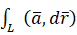 ∫_L (ā, dr̄)